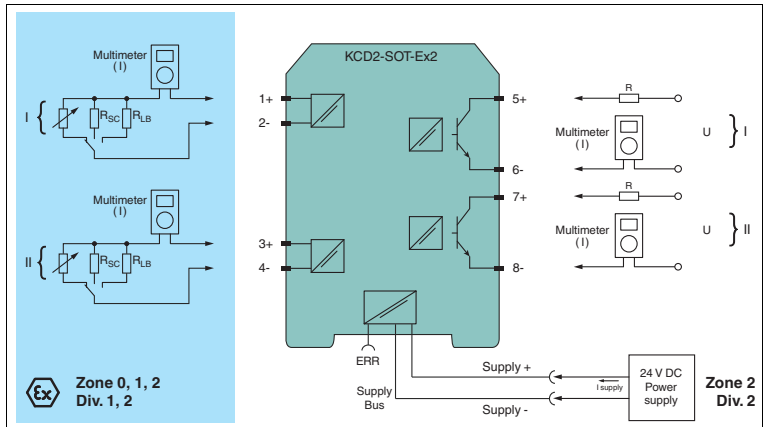 KCD2-SOT-Ex2
Multimeter
(I)
I
RSC
RLB
1+
2-
Multimeter
(I)
II
RSC
RLB
3+
4-
5+
6-
7+
8-
R
Multimeter
(I)
U
I
R
Multimeter
(I)
U
II
ERR
Supply
Bus
Supply +
Supply -
I supply
24 V DC
Power
supply
Ex
Zone 0, 1, 2
Div. 1, 2
Zone 2
Div. 2